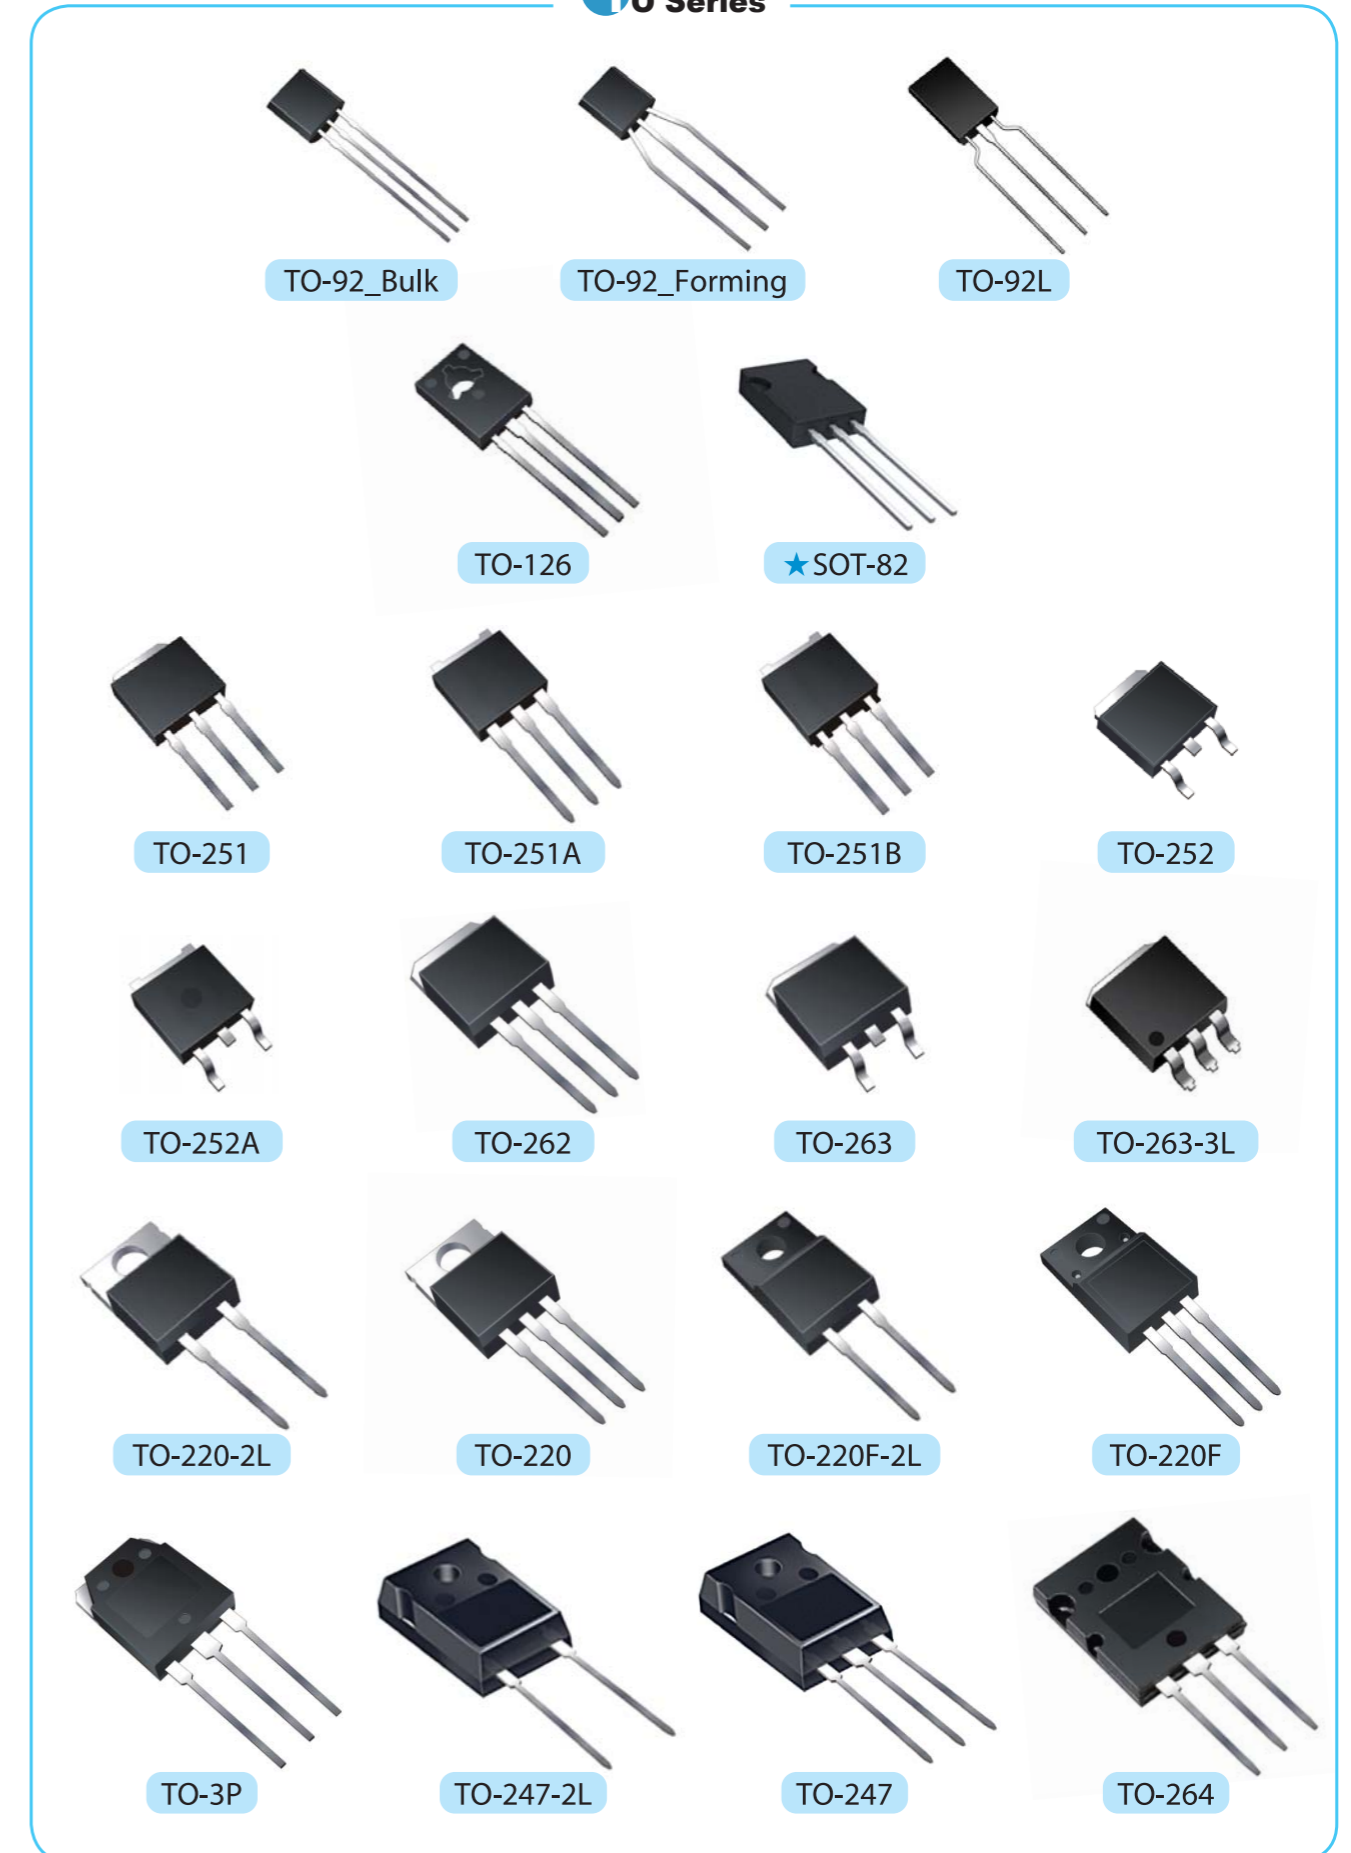 TO Series
TO-92_Bulk TO-92_Forming TO-92L
TO-126 ★SOT-82
TO-251 TO-251A TO-251B TO-252
TO-252A TO-262 TO-263 TO-263-3L
TO-220-2L TO-220 TO-220F-2L TO-220F
TO-3P TO-247-2L TO-247 TO-264